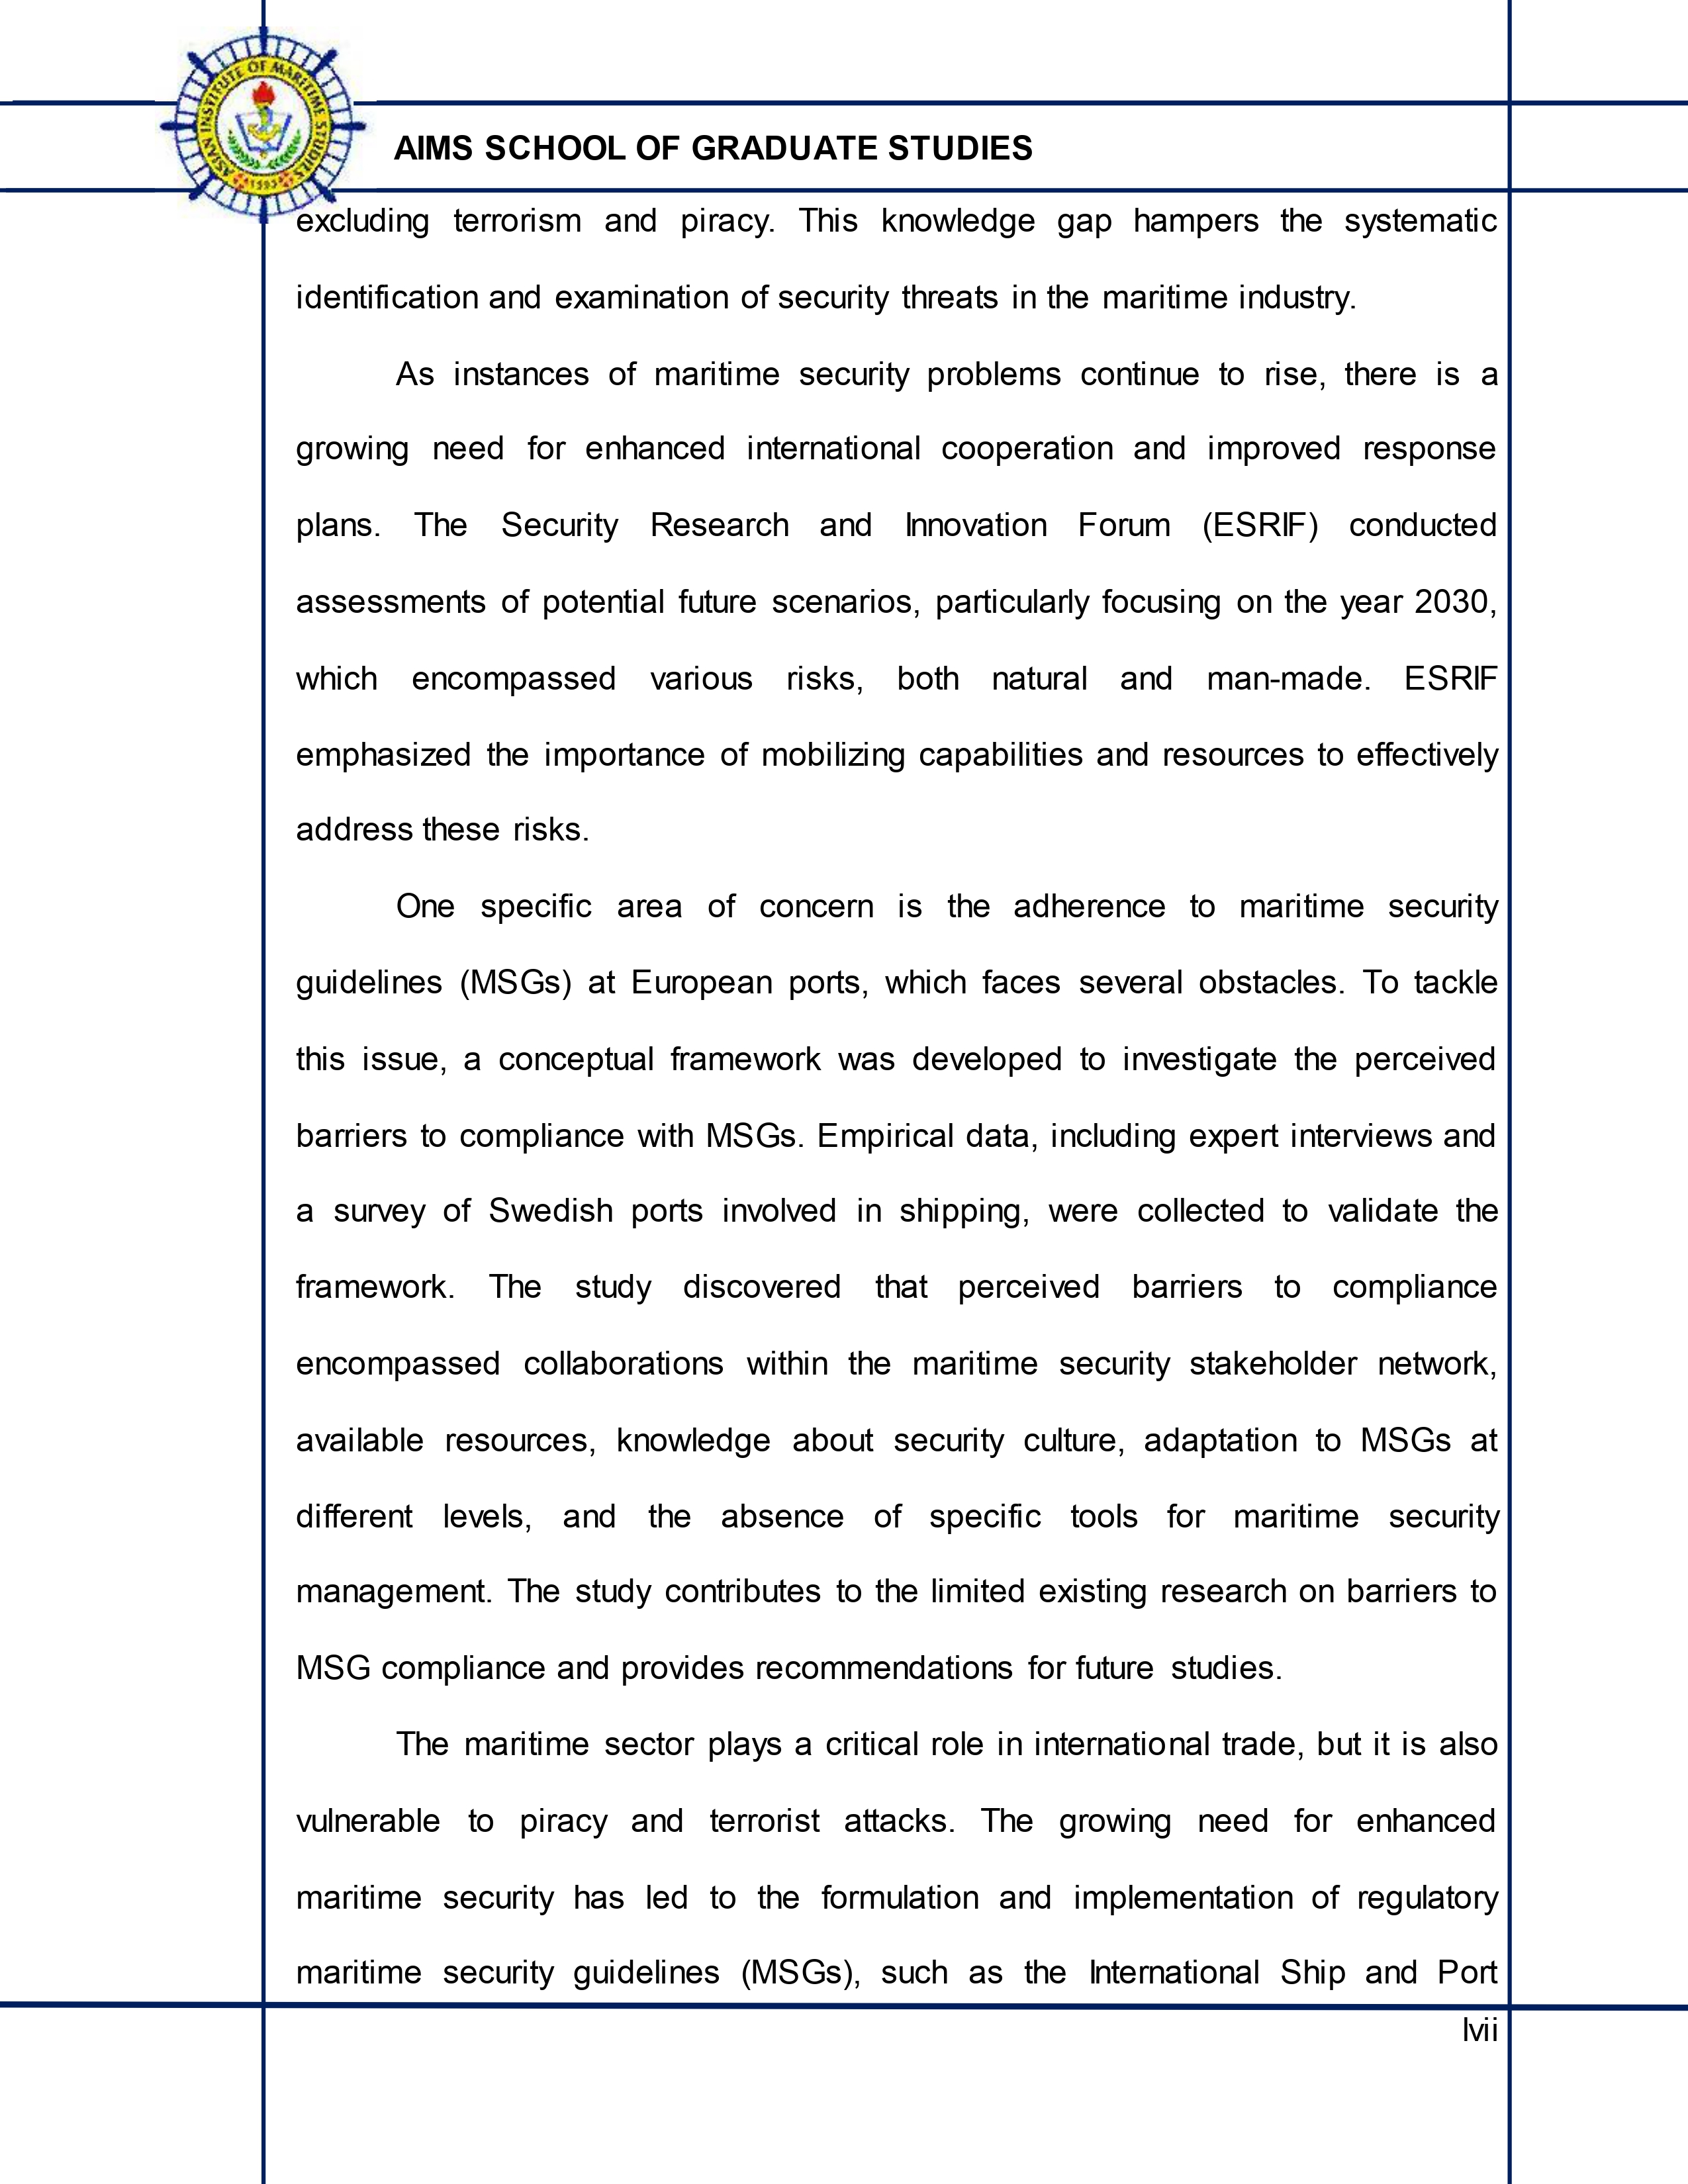 ASIAN INSTITUTE OF MARITIME STUDIES
1993
AIMS SCHOOL OF GRADUATE STUDIES
excluding terrorism and piracy. This knowledge gap hampers the systematic
identification and examination of security threats in the maritime industry.
As instances of maritime security problems continue to rise, there is a
growing need for enhanced international cooperation and improved response
plans. The Security Research and Innovation Forum (ESRIF) conducted
assessments of potential future scenarios, particularly focusing on the year 2030,
which encompassed various risks, both natural and man-made. ESRIF
emphasized the importance of mobilizing capabilities and resources to effectively
address these risks.
One specific area of concern is the adherence to maritime security
guidelines (MSGs) at European ports, which faces several obstacles. To tackle
this issue, a conceptual framework was developed to investigate the perceived
barriers to compliance with MSGs. Empirical data, including expert interviews and
a survey of Swedish ports involved in shipping, were collected to validate the
framework. The study discovered that perceived barriers to compliance
encompassed collaborations within the maritime security stakeholder network,
available resources, knowledge about security culture, adaptation to MSGs at
different levels, and the absence of specific tools for maritime security
management. The study contributes to the limited existing research on barriers to
MSG compliance and provides recommendations for future studies.
The maritime sector plays a critical role in international trade, but it is also
vulnerable to piracy and terrorist attacks. The growing need for enhanced
maritime security has led to the formulation and implementation of regulatory
maritime security guidelines (MSGs), such as the International Ship and Port
lvii